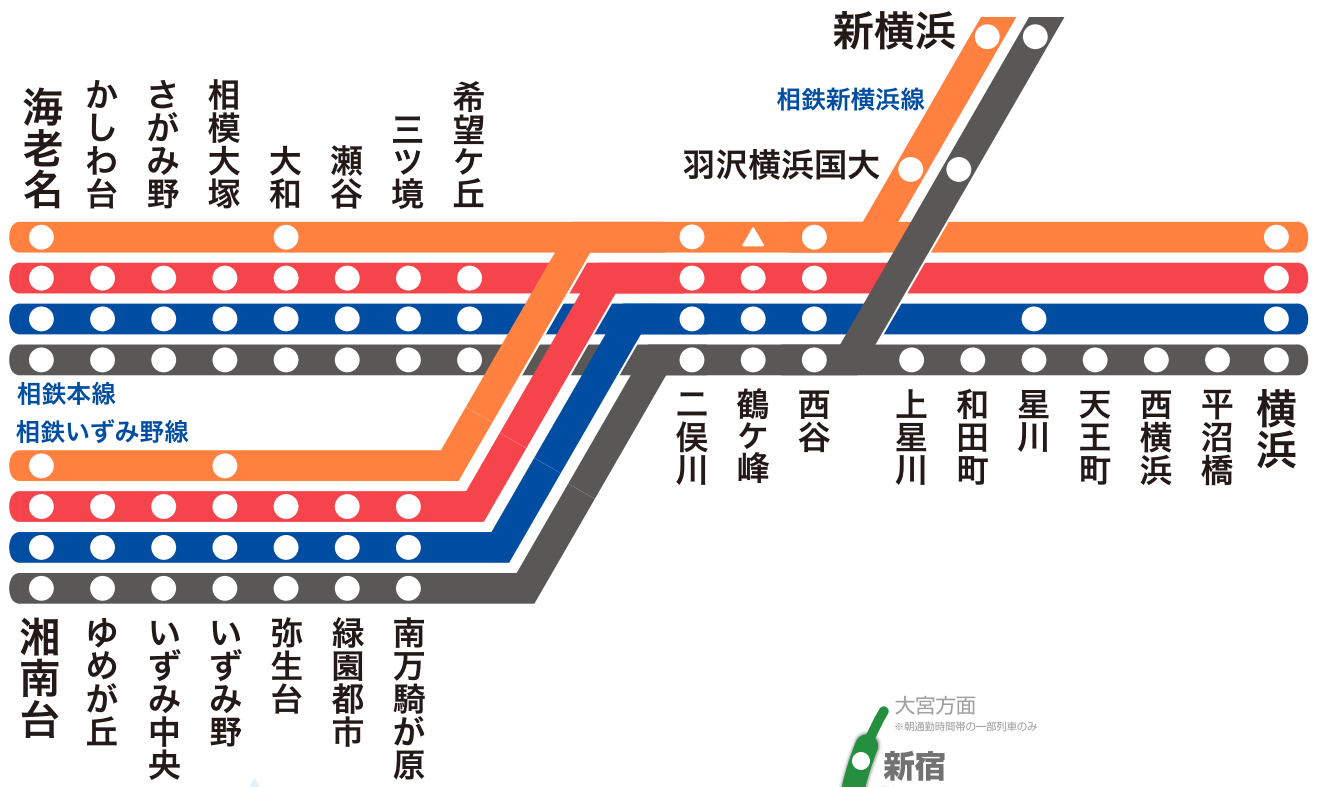 新横浜
相鉄新横浜線
羽沢横浜国大
海老名
かしわ台
さがみ野
相模大塚
大和
瀬谷
三ツ境
希望ケ丘
相鉄本線
相鉄いずみ野線
二俣川
鶴ケ峰
西谷
上星川
和田町
星川
天王町
西横浜
平沼橋
横浜
湘南台
ゆめが丘
いずみ中央
いずみ野
弥生台
緑園都市
南万騎が原
大宮方面
※朝通勤時間帯の一部列車のみ
新宿